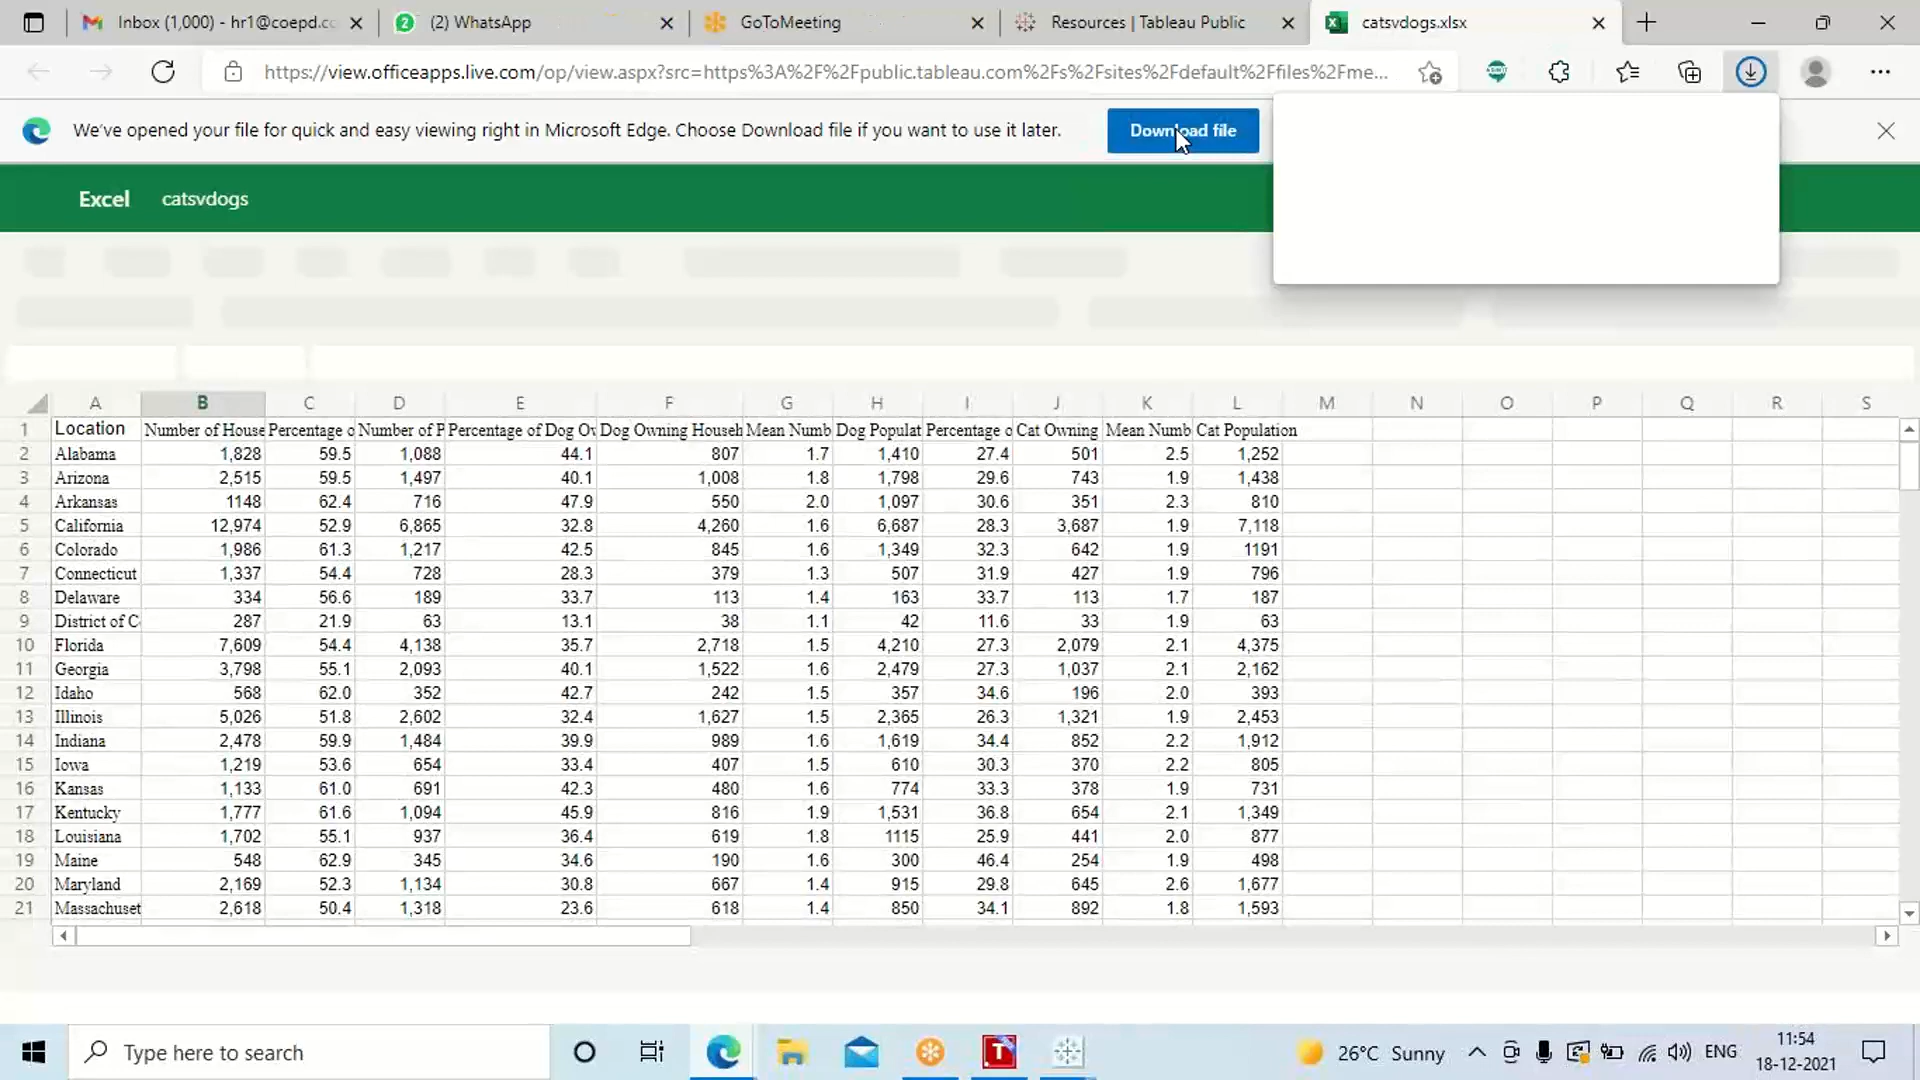 Inbox (1,000) - hr1@coepd.co
(2) WhatsApp
GoToMeeting
Resources | Tableau Public
catsvdogs.xlsx
https://view.officeapps.live.com/op/view.aspx?src=https%3A%2F%2Fpublic.tableau.com%2Fs%2Fsites%2Fdefault%2Ffiles%2Fme...
We've opened your file for quick and easy viewing right in Microsoft Edge. Choose Download file if you want to use it later.
Download file
Excel catsvdogs
A B C D E F G H I J K L M N O P Q R S
1 Location Number of House Percentage o Number of P Percentage of Dog Ow Dog Owning Househ Mean Numb Dog Populat Percentage o Cat Owning Mean Numb Cat Population
2 Alabama 1,828 59.5 1,088 44.1 807 1.7 1,410 27.4 501 2.5 1,252
3 Arizona 2,515 59.5 1,497 40.1 1,008 1.8 1,798 29.6 743 1.9 1,438
4 Arkansas 1148 62.4 716 47.9 550 2.0 1,097 30.6 351 2.3 810
5 California 12,974 52.9 6,865 32.8 4,260 1.6 6,687 28.3 3,687 1.9 7,118
6 Colorado 1,986 61.3 1,217 42.5 845 1.6 1,349 32.3 642 1.9 1191
7 Connecticut 1,337 54.4 728 28.3 379 1.3 507 31.9 427 1.9 796
8 Delaware 334 56.6 189 33.7 113 1.4 163 33.7 113 1.7 187
9 District of C 287 21.9 63 13.1 38 1.1 42 11.6 33 1.9 63
10 Florida 7,609 54.4 4,138 35.7 2,718 1.5 4,210 27.3 2,079 2.1 4,375
11 Georgia 3,798 55.1 2,093 40.1 1,522 1.6 2,479 27.3 1,037 2.1 2,162
12 Idaho 568 62.0 352 42.7 242 1.5 357 34.6 196 2.0 393
13 Illinois 5,026 51.8 2,602 32.4 1,627 1.5 2,365 26.3 1,321 1.9 2,453
14 Indiana 2,478 59.9 1,484 39.9 989 1.6 1,619 34.4 852 2.2 1,912
15 Iowa 1,219 53.6 654 33.4 407 1.5 610 30.3 370 2.2 805
16 Kansas 1,133 61.0 691 42.3 480 1.6 774 33.3 378 1.9 731
17 Kentucky 1,777 61.6 1,094 45.9 816 1.9 1,531 36.8 654 2.1 1,349
18 Louisiana 1,702 55.1 937 36.4 619 1.8 1115 25.9 441 2.0 877
19 Maine 548 62.9 345 34.6 190 1.6 300 46.4 254 1.9 498
20 Maryland 2,169 52.3 1,134 30.8 667 1.4 915 29.8 645 2.6 1,677
21 Massachuset 2,618 50.4 1,318 23.6 618 1.4 850 34.1 892 1.8 1,593
Type here to search
26°C Sunny
ENG
11:54
18-12-2021